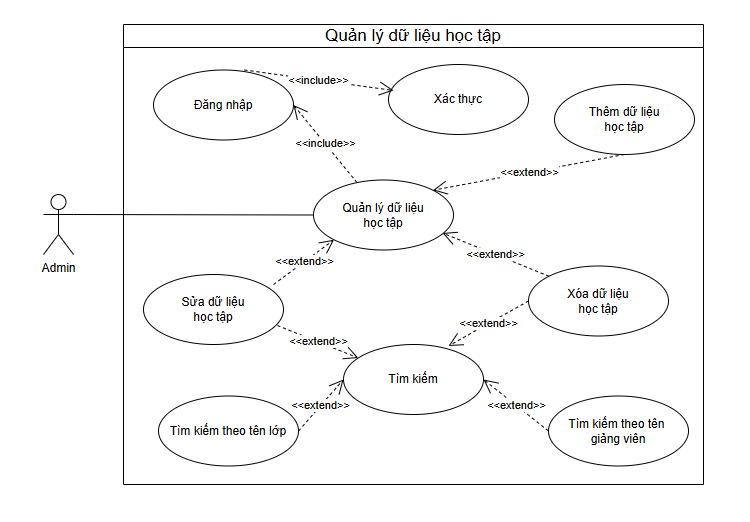 Quản lý dữ liệu học tập
<<include>>
Đăng nhập
Xác thực
Thêm dữ liệu
học tập
<<include>>
<<extend>>
Quản lý dữ liệu
học tập
Admin
<<extend>>
<<extend>>
Sửa dữ liệu
học tập
Xóa dữ liệu
học tập
<<extend>>
<<extend>>
Tìm kiếm
<<extend>>
<<extend>>
Tìm kiếm theo tên lớp
Tìm kiếm theo tên
giảng viên